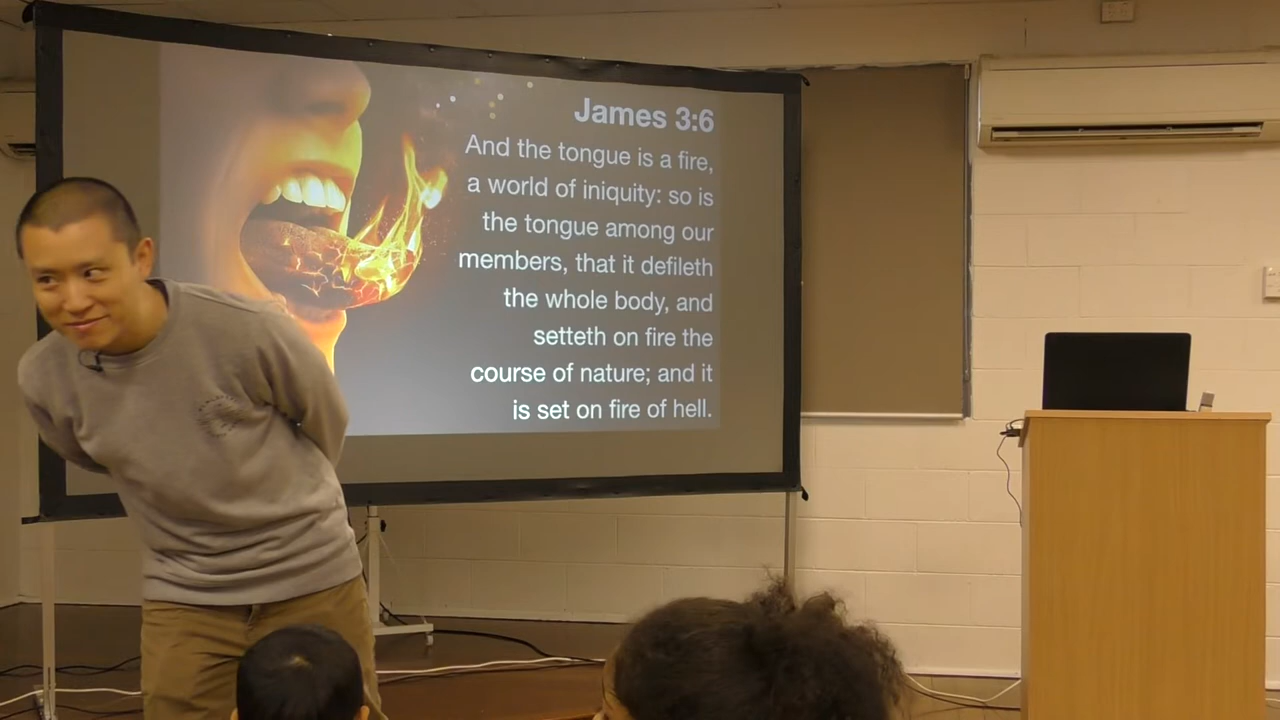 James 3:6
And the tongue is a fire,
a world of iniquity: so is
the tongue among our
members, that it defileth
the whole body, and
setteth on fire the
course of nature; and it
is set on fire of hell.